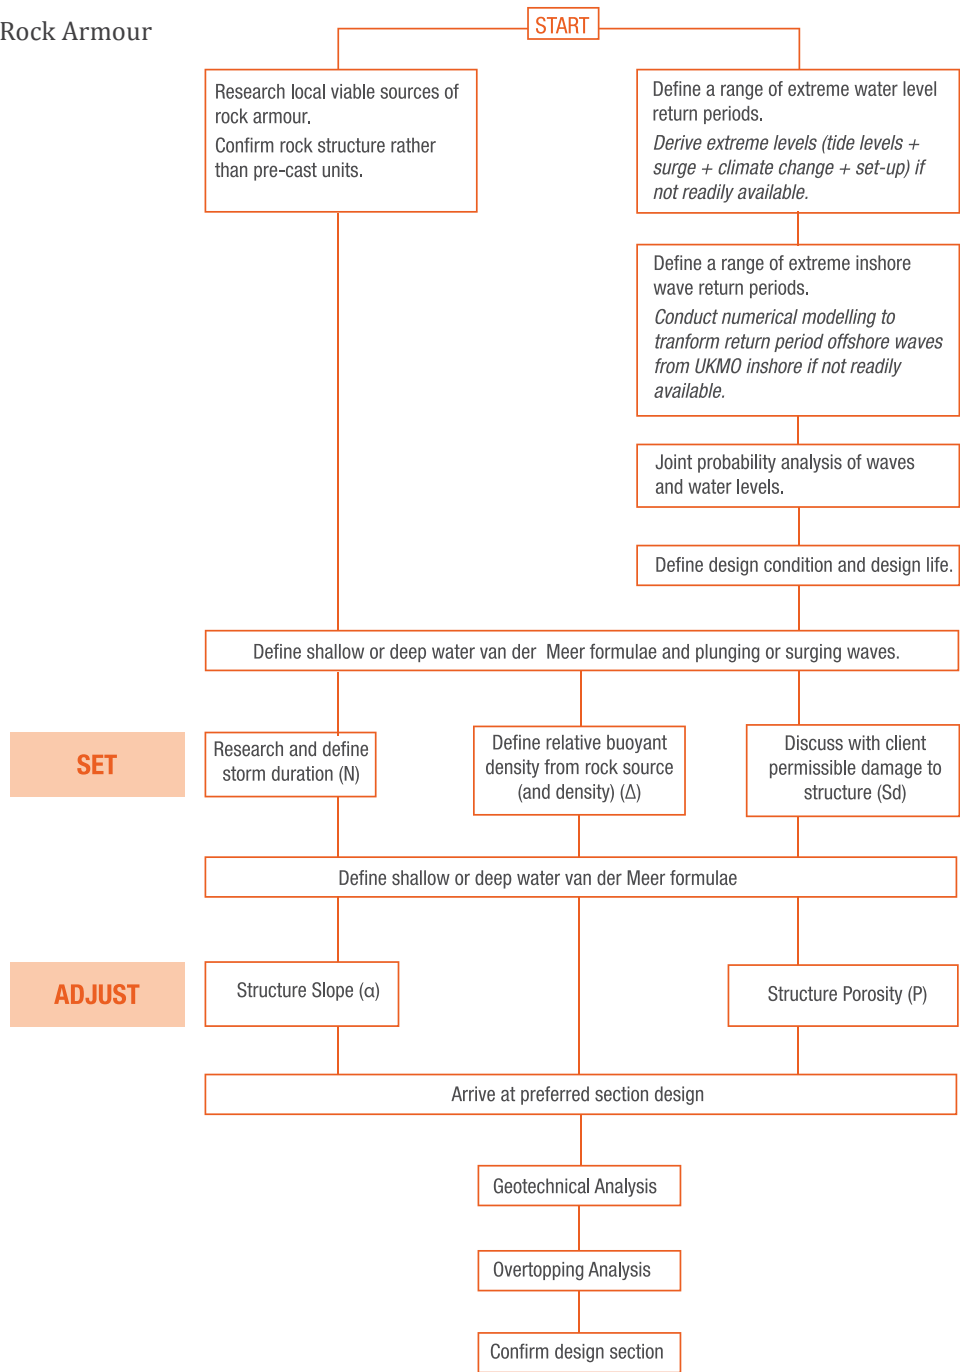 Rock Armour
START
Research local viable sources of
rock armour.
Confirm rock structure rather
than pre-cast units.
Define a range of extreme water level
return periods.
Derive extreme levels (tide levels +
surge + climate change + set-up) if
not readily available.
Define a range of extreme inshore
wave return periods.
Conduct numerical modelling to
tranform return period offshore waves
from UKMO inshore if not readily
available.
Joint probability analysis of waves
and water levels.
Define design condition and design life.
Define shallow or deep water van der Meer formulae and plunging or surging waves.
SET
Research and define
storm duration (N)
Define relative buoyant
density from rock source
(and density) (Δ)
Discuss with client
permissible damage to
structure (Sd)
Define shallow or deep water van der Meer formulae
ADJUST
Structure Slope (α)
Structure Porosity (P)
Arrive at preferred section design
Geotechnical Analysis
Overtopping Analysis
Confirm design section